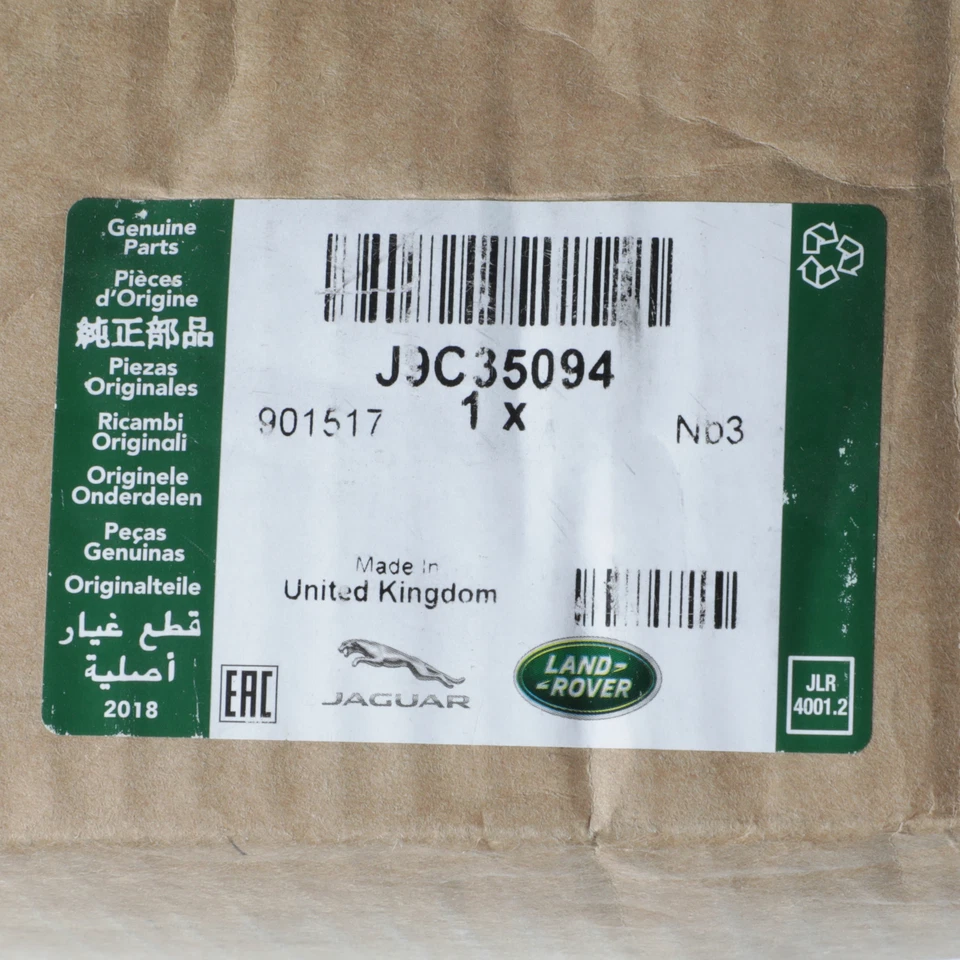 Genuine
Parts
Pièces
d'Origine
純正部品
Piezas
Originales
Ricambi
Originali
Originele
Onderdelen
Peças
Genuinas
Originalteile
قطع غيار
أصلية
2018
J9C35094
1 x
901517
Nb3
Made In
United Kingdom
EAC
JAGUAR
LAND-
-ROVER
JLR
4001.2